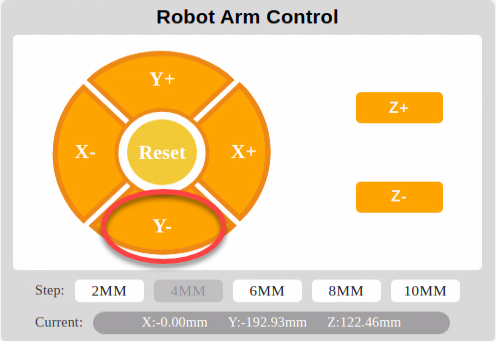 Robot Arm Control
Y+
Z+
X- Reset X+
Z-
Y-
Step: 2MM 4MM 6MM 8MM 10MM
Current: X:-0.00mm Y:-192.93mm Z:122.46mm